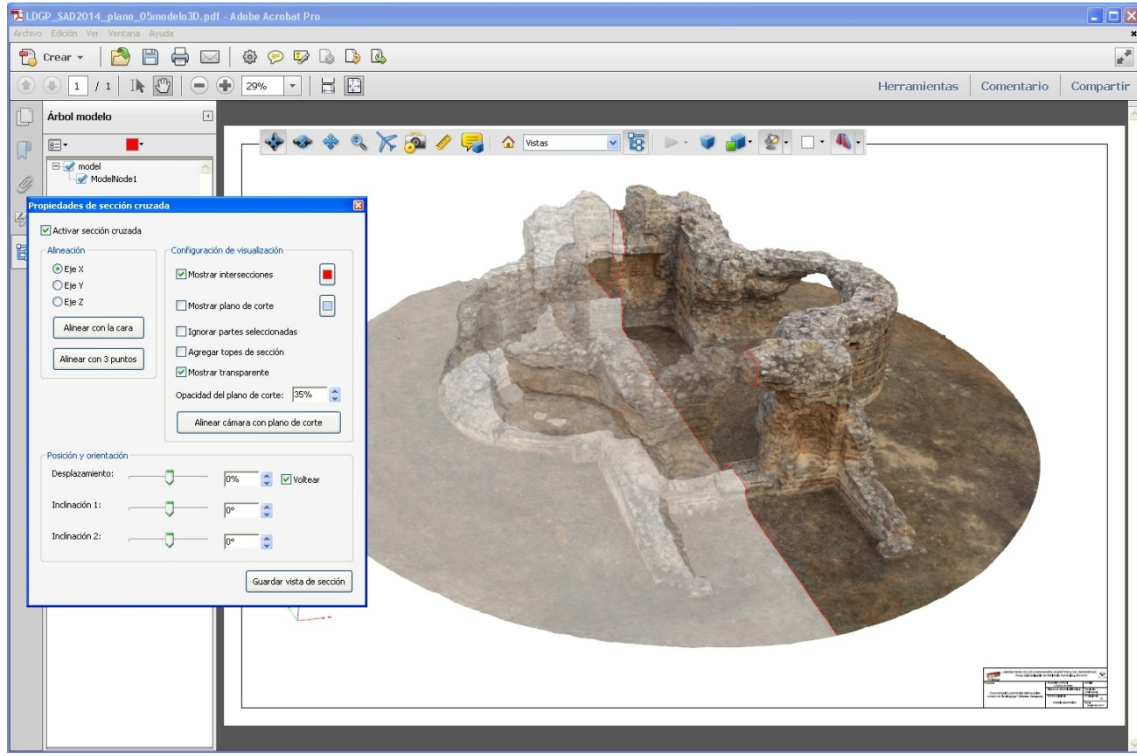 LDGP_SAD2014_plano_05modelo3D.pdf - Adobe Acrobat Pro
Archivo Edición Ver Ventana Ayuda
Crear
1 / 1 29% Herramientas Comentario Compartir
Árbol modelo
Vistas
model
ModelNode1
Propiedades de sección cruzada
Activar sección cruzada
Alineación
Eje X
Eje Y
Eje Z
Alinear con la cara
Alinear con 3 puntos
Configuración de visualización
Mostrar intersecciones
Mostrar plano de corte
Ignorar partes seleccionadas
Agregar topes de sección
Mostrar transparente
Opacidad del plano de corte: 35%
Alinear cámara con plano de corte
Posición y orientación
Desplazamiento: 0% Voltear
Inclinación 1: 0°
Inclinación 2: 0°
Guardar vista de sección